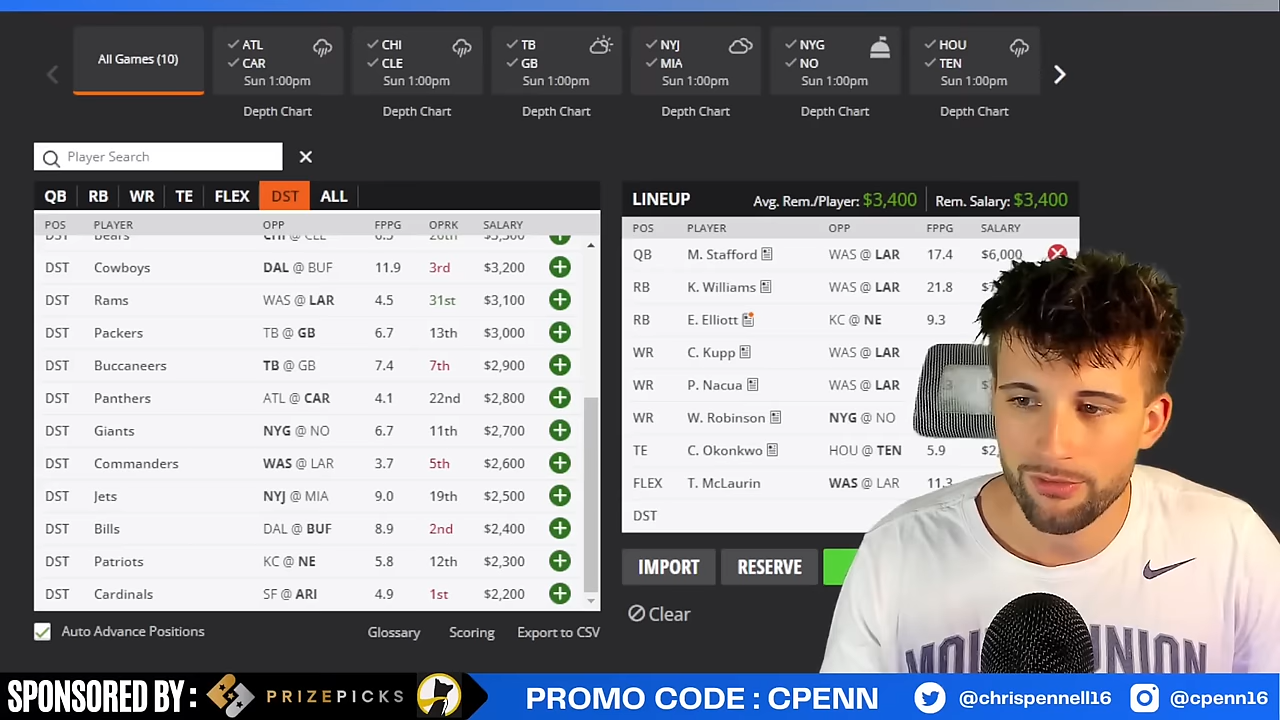 All Games (10)
ATL
CAR
Sun 1:00pm
Depth Chart
CHI
CLE
Sun 1:00pm
Depth Chart
TB
GB
Sun 1:00pm
Depth Chart
NYJ
MIA
Sun 1:00pm
Depth Chart
NYG
NO
Sun 1:00pm
Depth Chart
HOU
TEN
Sun 1:00pm
Depth Chart
Player Search
QB RB WR TE FLEX DST ALL
POS PLAYER OPP FPPG OPRK SALARY
DST Bears CHI @ CLE
DST Cowboys DAL @ BUF 11.9 3rd $3,200
DST Rams WAS @ LAR 4.5 31st $3,100
DST Packers TB @ GB 6.7 13th $3,000
DST Buccaneers TB @ GB 7.4 7th $2,900
DST Panthers ATL @ CAR 4.1 22nd $2,800
DST Giants NYG @ NO 6.7 11th $2,700
DST Commanders WAS @ LAR 3.7 5th $2,600
DST Jets NYJ @ MIA 9.0 19th $2,500
DST Bills DAL @ BUF 8.9 2nd $2,400
DST Patriots KC @ NE 5.8 12th $2,300
DST Cardinals SF @ ARI 4.9 1st $2,200
Auto Advance Positions
Glossary Scoring Export to CSV
LINEUP Avg. Rem./Player: $3,400 Rem. Salary: $3,400
POS PLAYER OPP FPPG SALARY
QB M. Stafford WAS @ LAR 17.4 $6,000
RB K. Williams WAS @ LAR 21.8
RB E. Elliott KC @ NE 9.3
WR C. Kupp WAS @ LAR
WR P. Nacua WAS @ LAR
WR W. Robinson NYG @ NO
TE C. Okonkwo HOU @ TEN 5.9
FLEX T. McLaurin WAS @ LAR 11.3
DST
IMPORT RESERVE
Clear
SPONSORED BY : PRIZEPICKS PROMO CODE : CPENN @chrispennell16 @cpenn16